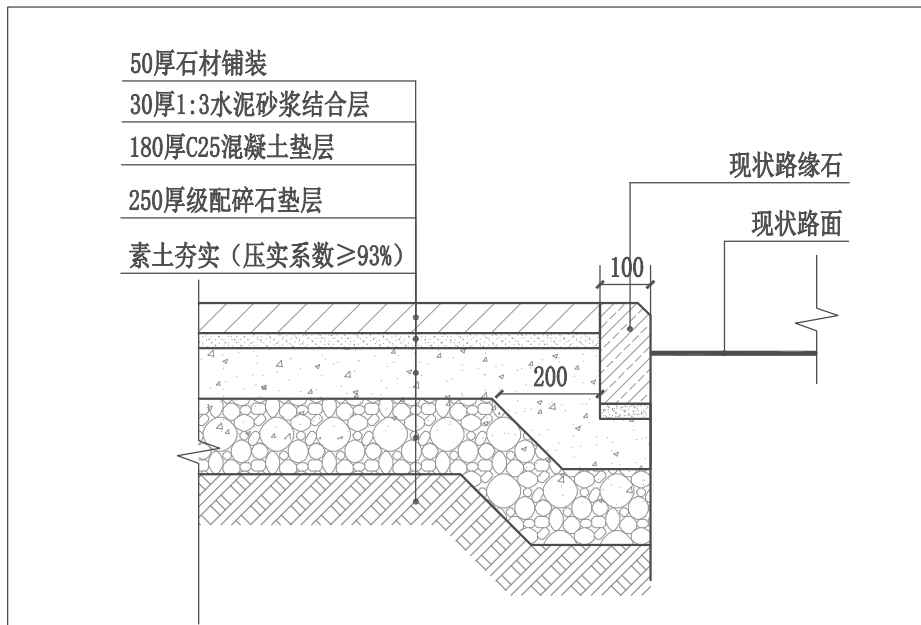 50厚石材铺装
30厚1:3水泥砂浆结合层
180厚C25混凝土垫层
250厚级配碎石垫层
素土夯实（压实系数≥93%）
现状路缘石
现状路面
100
200